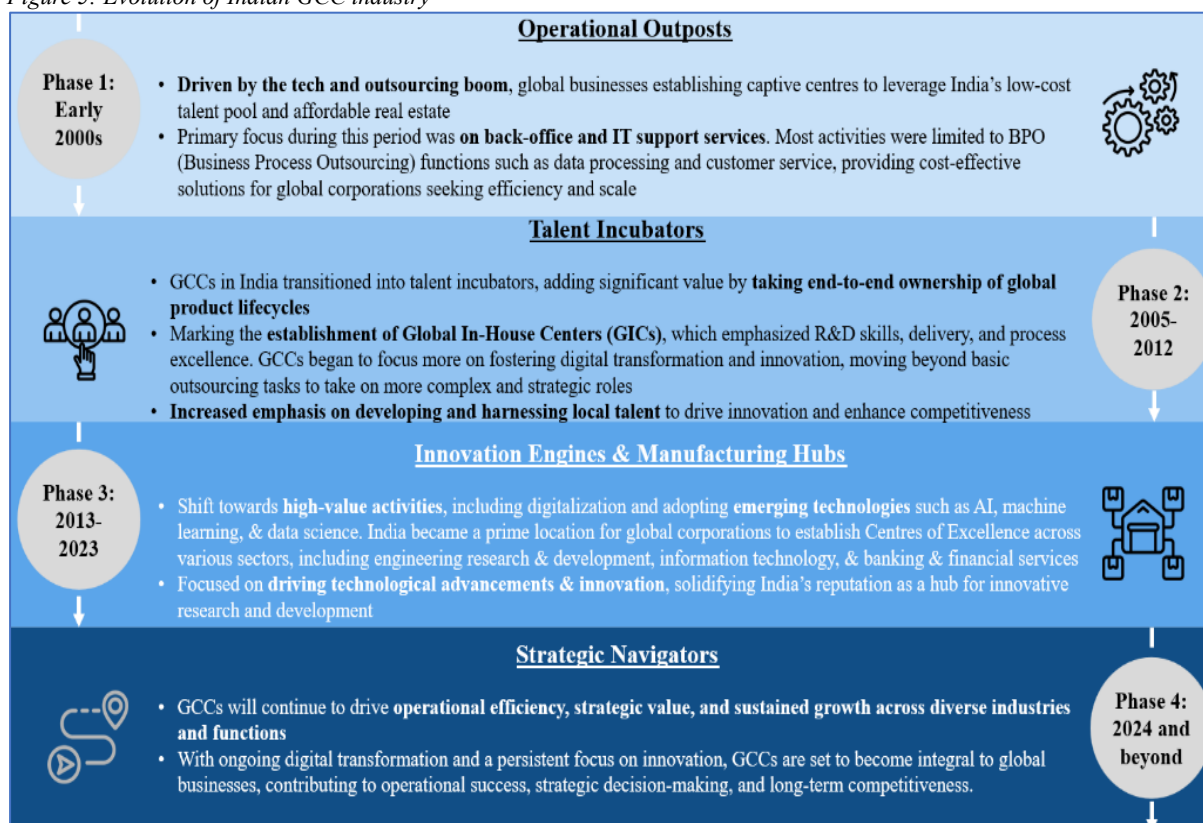 Figure 5: Evolution of Indian GCC industry
Operational Outposts
Phase 1:
Early
2000s
• Driven by the tech and outsourcing boom, global businesses establishing captive centres to leverage India’s low-cost
talent pool and affordable real estate
• Primary focus during this period was on back-office and IT support services. Most activities were limited to BPO
(Business Process Outsourcing) functions such as data processing and customer service, providing cost-effective
solutions for global corporations seeking efficiency and scale
Talent Incubators
Phase 2:
2005-
2012
• GCCs in India transitioned into talent incubators, adding significant value by taking end-to-end ownership of global
product lifecycles
• Marking the establishment of Global In-House Centers (GICs), which emphasized R&D skills, delivery, and process
excellence. GCCs began to focus more on fostering digital transformation and innovation, moving beyond basic
outsourcing tasks to take on more complex and strategic roles
• Increased emphasis on developing and harnessing local talent to drive innovation and enhance competitiveness
Innovation Engines & Manufacturing Hubs
Phase 3:
2013-
2023
• Shift towards high-value activities, including digitalization and adopting emerging technologies such as AI, machine
learning, & data science. India became a prime location for global corporations to establish Centres of Excellence across
various sectors, including engineering research & development, information technology, & banking & financial services
• Focused on driving technological advancements & innovation, solidifying India’s reputation as a hub for innovative
research and development
Strategic Navigators
Phase 4:
2024 and
beyond
• GCCs will continue to drive operational efficiency, strategic value, and sustained growth across diverse industries
and functions
• With ongoing digital transformation and a persistent focus on innovation, GCCs are set to become integral to global
businesses, contributing to operational success, strategic decision-making, and long-term competitiveness.